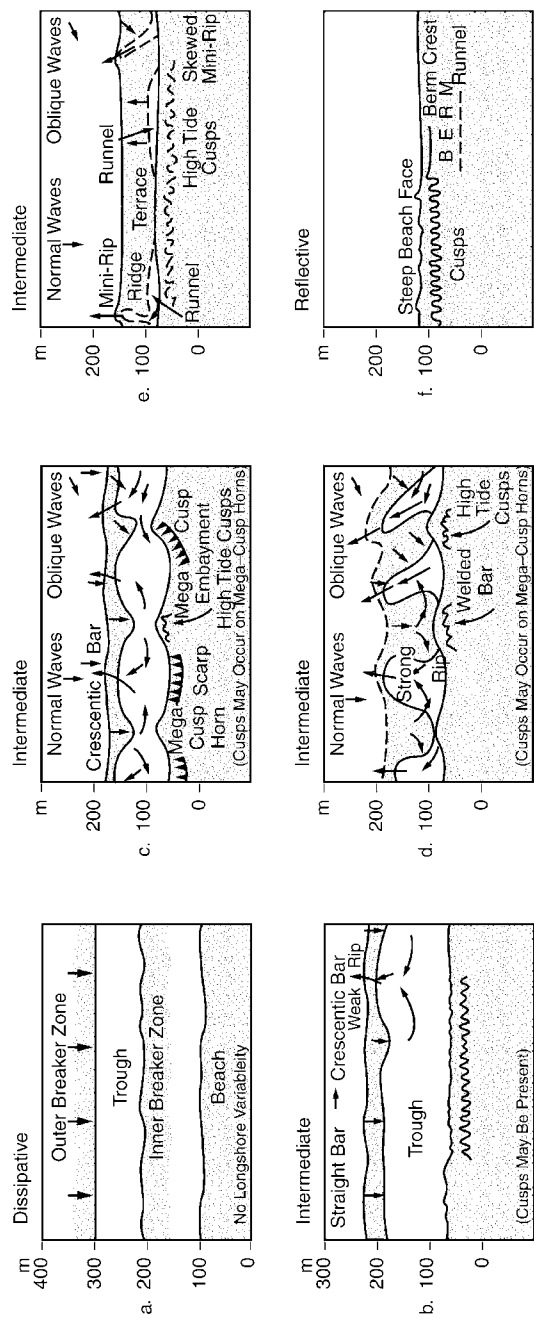 Dissipative
m
400
300
200
100
0
a.
Outer Breaker Zone
Trough
Inner Breaker Zone
Beach
No Longshore Variableity
Intermediate
m
300
200
100
0
b.
Straight Bar → Crescentic Bar
Weak Rip
Trough
(Cusps May Be Present)
Intermediate
m
200
100
0
c.
Normal Waves
Oblique Waves
Crescentic Bar
Mega Cusp Horn
Scarp
Mega Cusp
Embayment
High Tide Cusps
(Cusps May Occur on Mega–Cusp Horns)
Intermediate
m
200
100
0
d.
Normal Waves
Oblique Waves
Strong
Rip
Welded
Bar
High
Tide
Cusps
(Cusps May Occur on Mega–Cusp Horns)
Intermediate
m
200
100
0
e.
Normal Waves
Oblique Waves
Mini-Rip
Runnel
Ridge
Terrace
Skewed
Mini-Rip
Runnel
High Tide
Cusps
Reflective
m
200
100
0
f.
Steep Beach Face
Berm Crest
B E R M
Runnel
Cusps